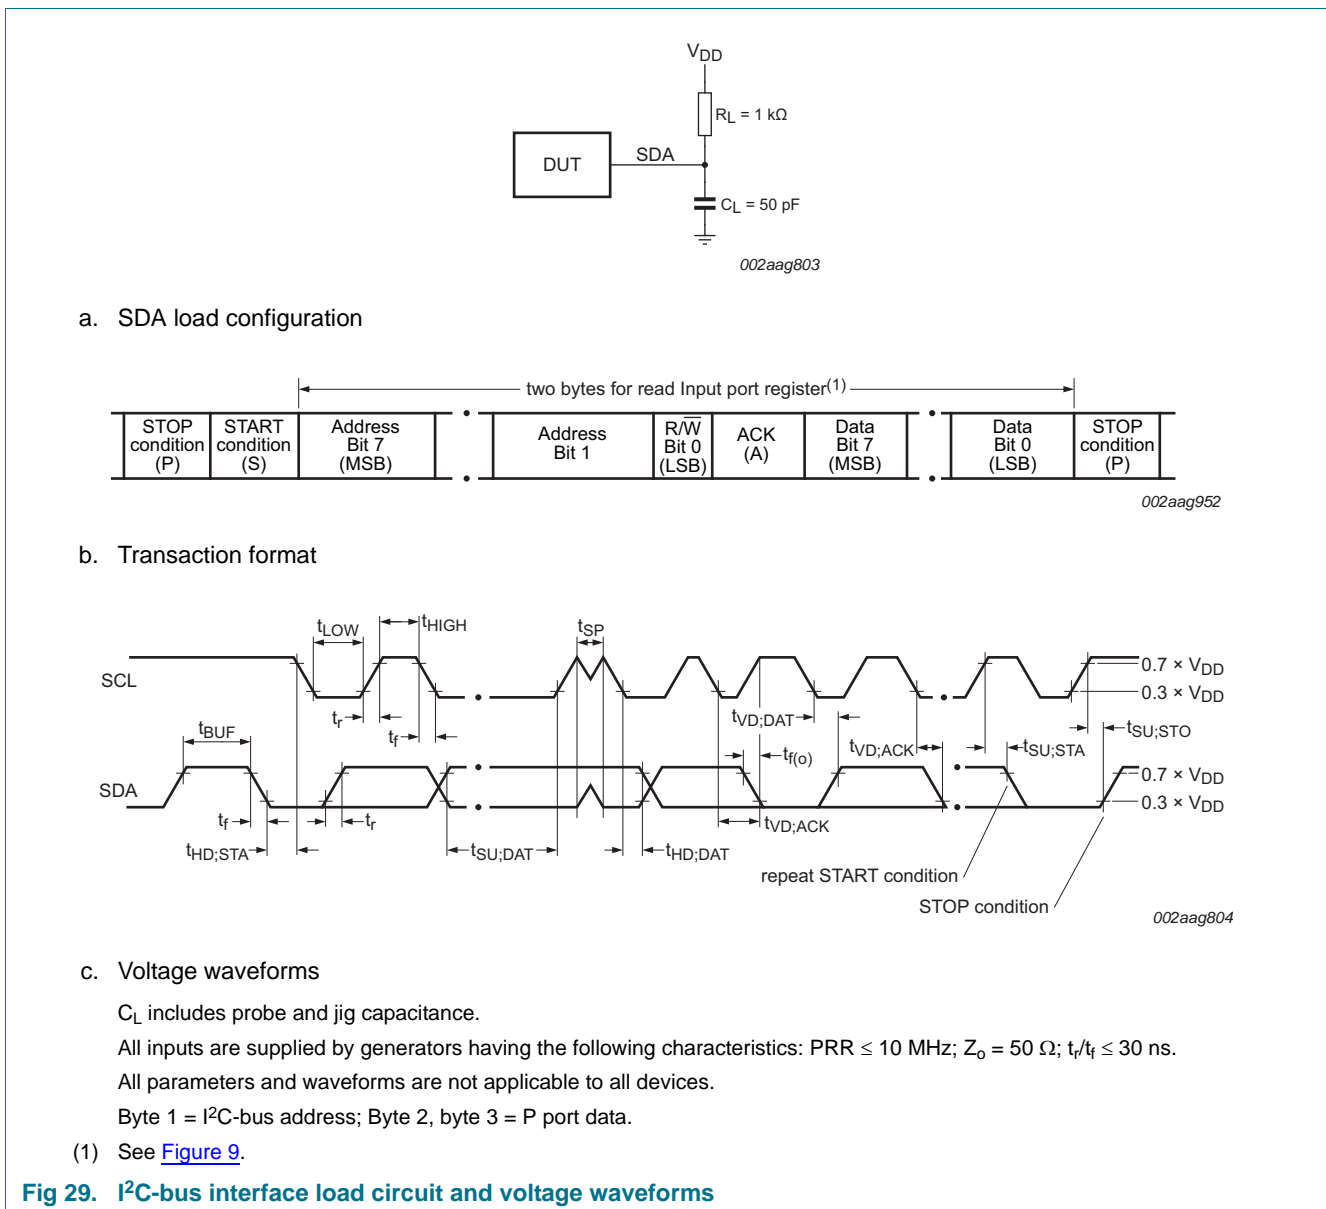 VDD
RL = 1 kΩ
DUT
SDA
CL = 50 pF
002aag803
a. SDA load configuration
two bytes for read Input port register(1)
STOP condition (P)
START condition (S)
Address Bit 7 (MSB)
Address Bit 1
R/W̅ Bit 0 (LSB)
ACK (A)
Data Bit 7 (MSB)
Data Bit 0 (LSB)
STOP condition (P)
002aag952
b. Transaction format
tLOW
tHIGH
tSP
SCL
0.7 × VDD
0.3 × VDD
tr
tf
tVD;DAT
tSU;STO
tBUF
tf(o)
tVD;ACK
tSU;STA
SDA
0.7 × VDD
0.3 × VDD
tf
tr
tVD;ACK
tHD;STA
tSU;DAT
tHD;DAT
repeat START condition
STOP condition
002aag804
c. Voltage waveforms
CL includes probe and jig capacitance.
All inputs are supplied by generators having the following characteristics: PRR ≤ 10 MHz; Zo = 50 Ω; tr/tf ≤ 30 ns.
All parameters and waveforms are not applicable to all devices.
Byte 1 = I2C-bus address; Byte 2, byte 3 = P port data.
(1) See Figure 9.
Fig 29. I2C-bus interface load circuit and voltage waveforms